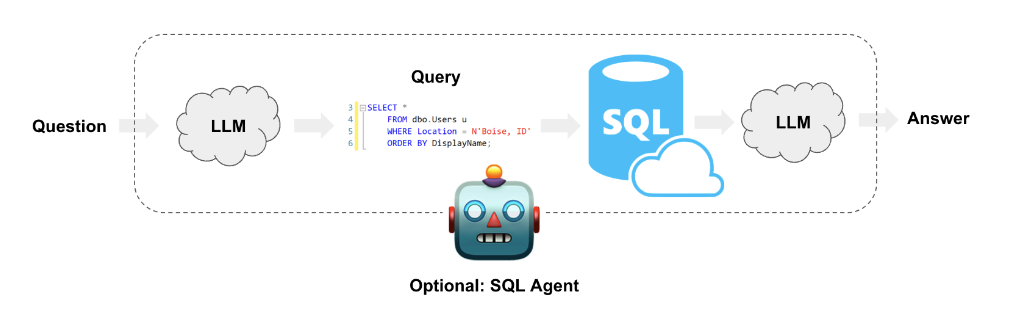 Question
LLM
Query
3 SELECT *
4 FROM dbo.Users u
5 WHERE Location = N'Boise, ID'
6 ORDER BY DisplayName;
SQL
LLM
Answer
Optional: SQL Agent